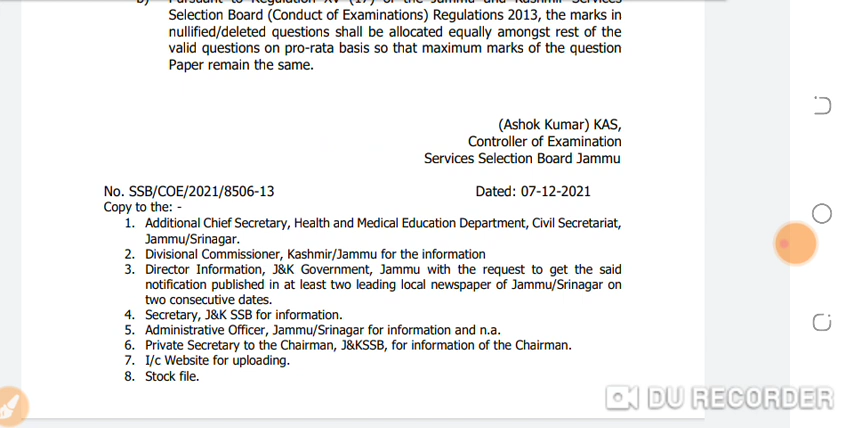 Selection Board (Conduct of Examinations) Regulations 2013, the marks in
nullified/deleted questions shall be allocated equally amongst rest of the
valid questions on pro-rata basis so that maximum marks of the question
Paper remain the same.
(Ashok Kumar) KAS,
Controller of Examination
Services Selection Board Jammu
No. SSB/COE/2021/8506-13 Dated: 07-12-2021
Copy to the: -
1. Additional Chief Secretary, Health and Medical Education Department, Civil Secretariat,
Jammu/Srinagar.
2. Divisional Commissioner, Kashmir/Jammu for the information
3. Director Information, J&K Government, Jammu with the request to get the said
notification published in at least two leading local newspaper of Jammu/Srinagar on
two consecutive dates.
4. Secretary, J&K SSB for information.
5. Administrative Officer, Jammu/Srinagar for information and n.a.
6. Private Secretary to the Chairman, J&KSSB, for information of the Chairman.
7. I/c Website for uploading.
8. Stock file.
DU RECORDER